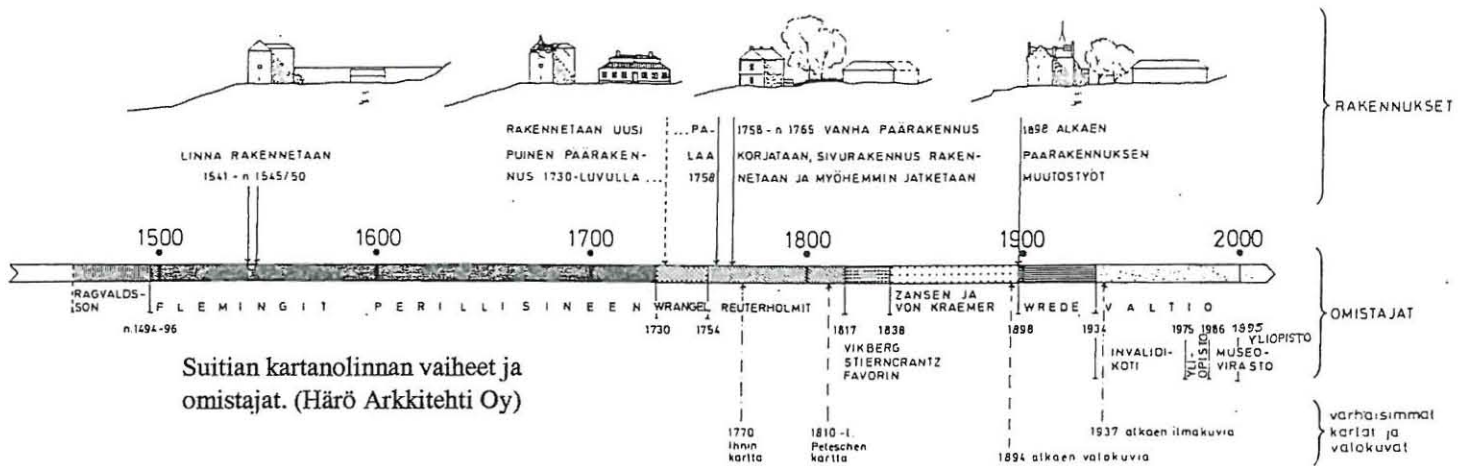 RAKENNUKSET
LINNA RAKENNETAAN
1541 - n 1545/50
RAKENNETAAN UUSI
PUINEN PÄÄRAKEN-
NUS 1730-LUVULLA ...
...PA-
LAA
1758
1758 - n 1765 VANHA PÄÄRAKENNUS
KORJATAAN, SIVURAKENNUS RAKEN-
NETAAN JA MYÖHEMMIN JATKETAAN
1898 ALKAEN
PÄÄRAKENNUKSEN
MUUTOSTYÖT
1500 1600 1700 1800 1900 2000
RAGVALDS-
SON
FLEMINGIT PERILLISINEEN
WRANGEL
REUTERHOLMIT
ZANSEN JA
VON KRAEMER
WREDE
VALTIO
OMISTAJAT
n.1494-96
1730
1754
1817
1838
1898
1934
1975
1986
1995
YLIOPISTO
VIKBERG
STIERNCRANTZ
FAVORIN
INVALIDI-
KOTI
YLI-
OPISTO
MUSEO-
VIRASTO
Suitian kartanolinnan vaiheet ja
omistajat. (Härö Arkkitehti Oy)
1770
kartta
1810 -l.
Peteschen
kartta
1894 alkaen valokuvia
1937 alkaen ilmakuvia
varhaisimmat
kartat ja
valokuvat